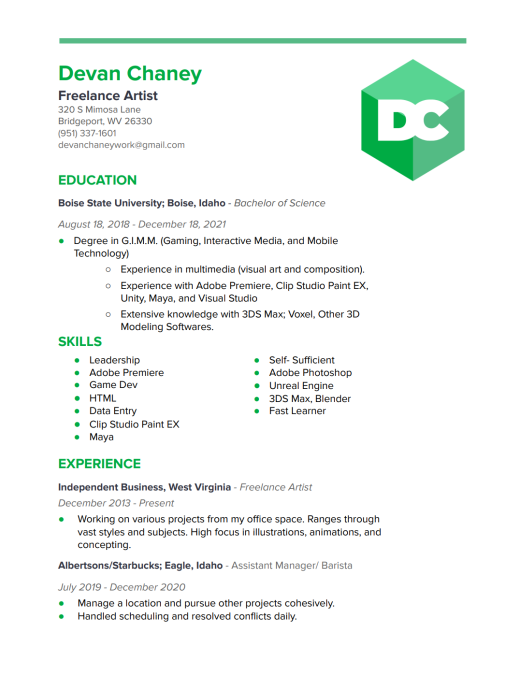 Devan Chaney
Freelance Artist
320 S Mimosa Lane
Bridgeport, WV 26330
(951) 337-1601
devanchaneywork@gmail.com
DC
EDUCATION
Boise State University; Boise, Idaho - Bachelor of Science
August 18, 2018 - December 18, 2021
● Degree in G.I.M.M. (Gaming, Interactive Media, and Mobile
Technology)
○ Experience in multimedia (visual art and composition).
○ Experience with Adobe Premiere, Clip Studio Paint EX,
Unity, Maya, and Visual Studio
○ Extensive knowledge with 3DS Max; Voxel, Other 3D
Modeling Softwares.
SKILLS
● Leadership
● Adobe Premiere
● Game Dev
● HTML
● Data Entry
● Clip Studio Paint EX
● Maya
● Self- Sufficient
● Adobe Photoshop
● Unreal Engine
● 3DS Max, Blender
● Fast Learner
EXPERIENCE
Independent Business, West Virginia - Freelance Artist
December 2013 - Present
● Working on various projects from my office space. Ranges through
vast styles and subjects. High focus in illustrations, animations, and
concepting.
Albertsons/Starbucks; Eagle, Idaho - Assistant Manager/ Barista
July 2019 - December 2020
● Manage a location and pursue other projects cohesively.
● Handled scheduling and resolved conflicts daily.